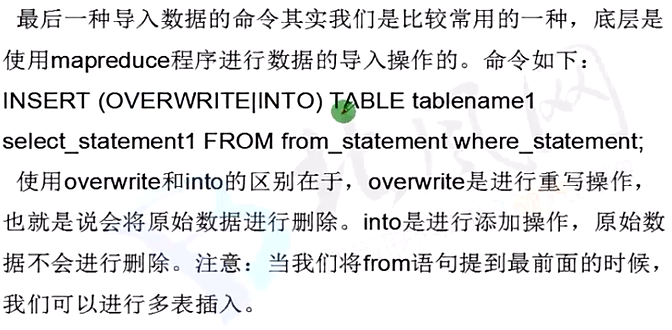 最后一种导入数据的命令其实我们是比较常用的一种，底层是
使用mapreduce程序进行数据的导入操作的。命令如下：
INSERT (OVERWRITE|INTO) TABLE tablename1
select_statement1 FROM from_statement where_statement;
使用overwrite和into的区别在于，overwrite是进行重写操作，
也就是说会将原始数据进行删除。into是进行添加操作，原始数
据不会进行删除。注意：当我们将from语句提到最前面的时候，
我们可以进行多表插入。